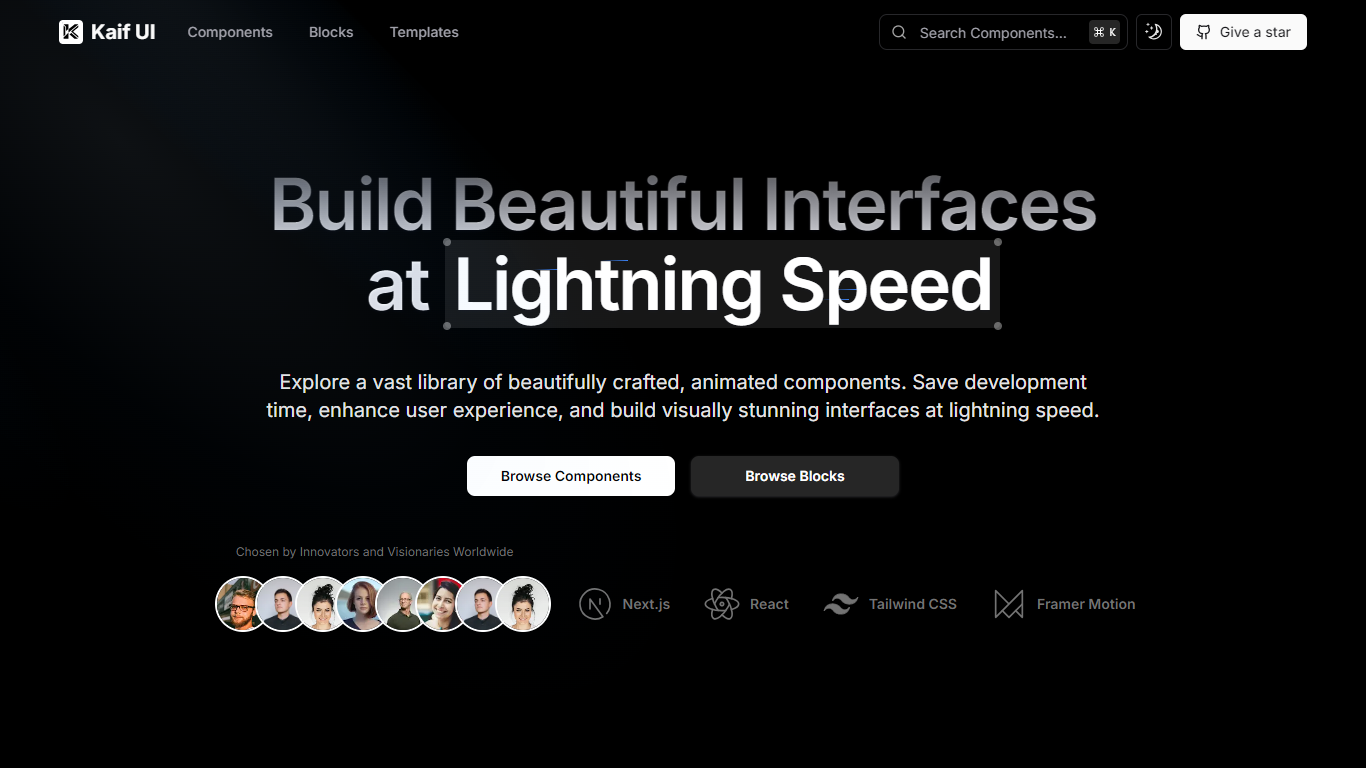 Kaif UI Components Blocks Templates Search Components... ⌘ K Give a star
Build Beautiful Interfaces
at Lightning Speed
Explore a vast library of beautifully crafted, animated components. Save development
time, enhance user experience, and build visually stunning interfaces at lightning speed.
Browse Components Browse Blocks
Chosen by Innovators and Visionaries Worldwide
Next.js React Tailwind CSS Framer Motion